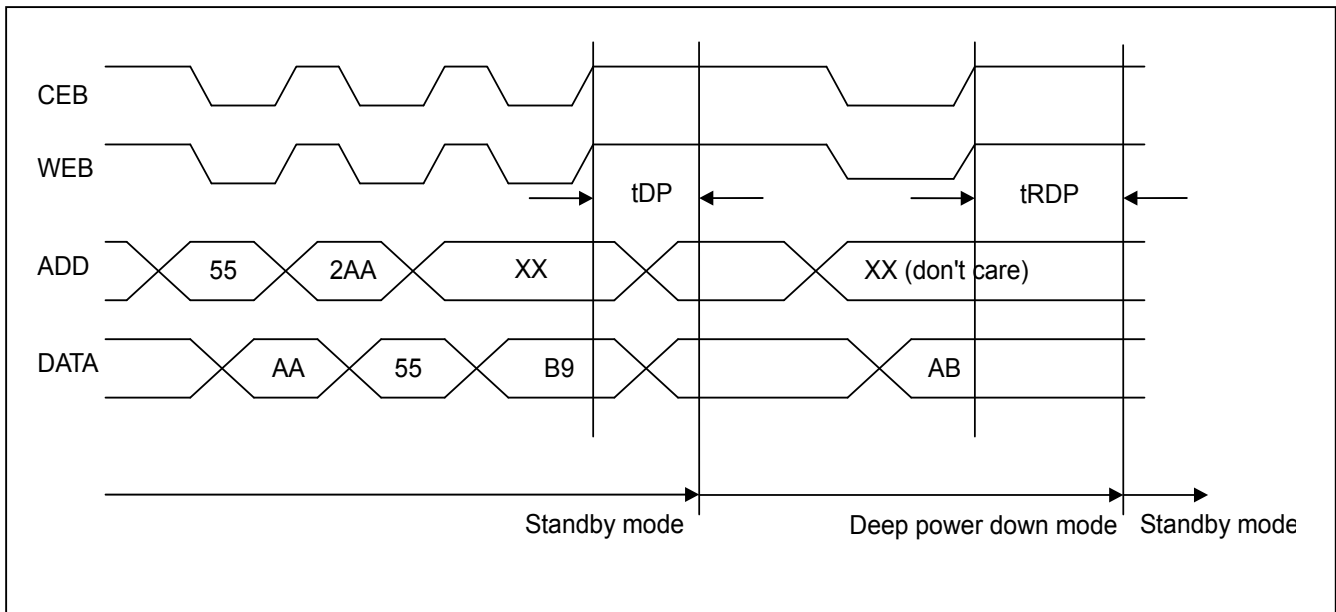 CEB
WEB
tDP
tRDP
ADD
55
2AA
XX
XX (don't care)
DATA
AA
55
B9
AB
Standby mode
Deep power down mode
Standby mode